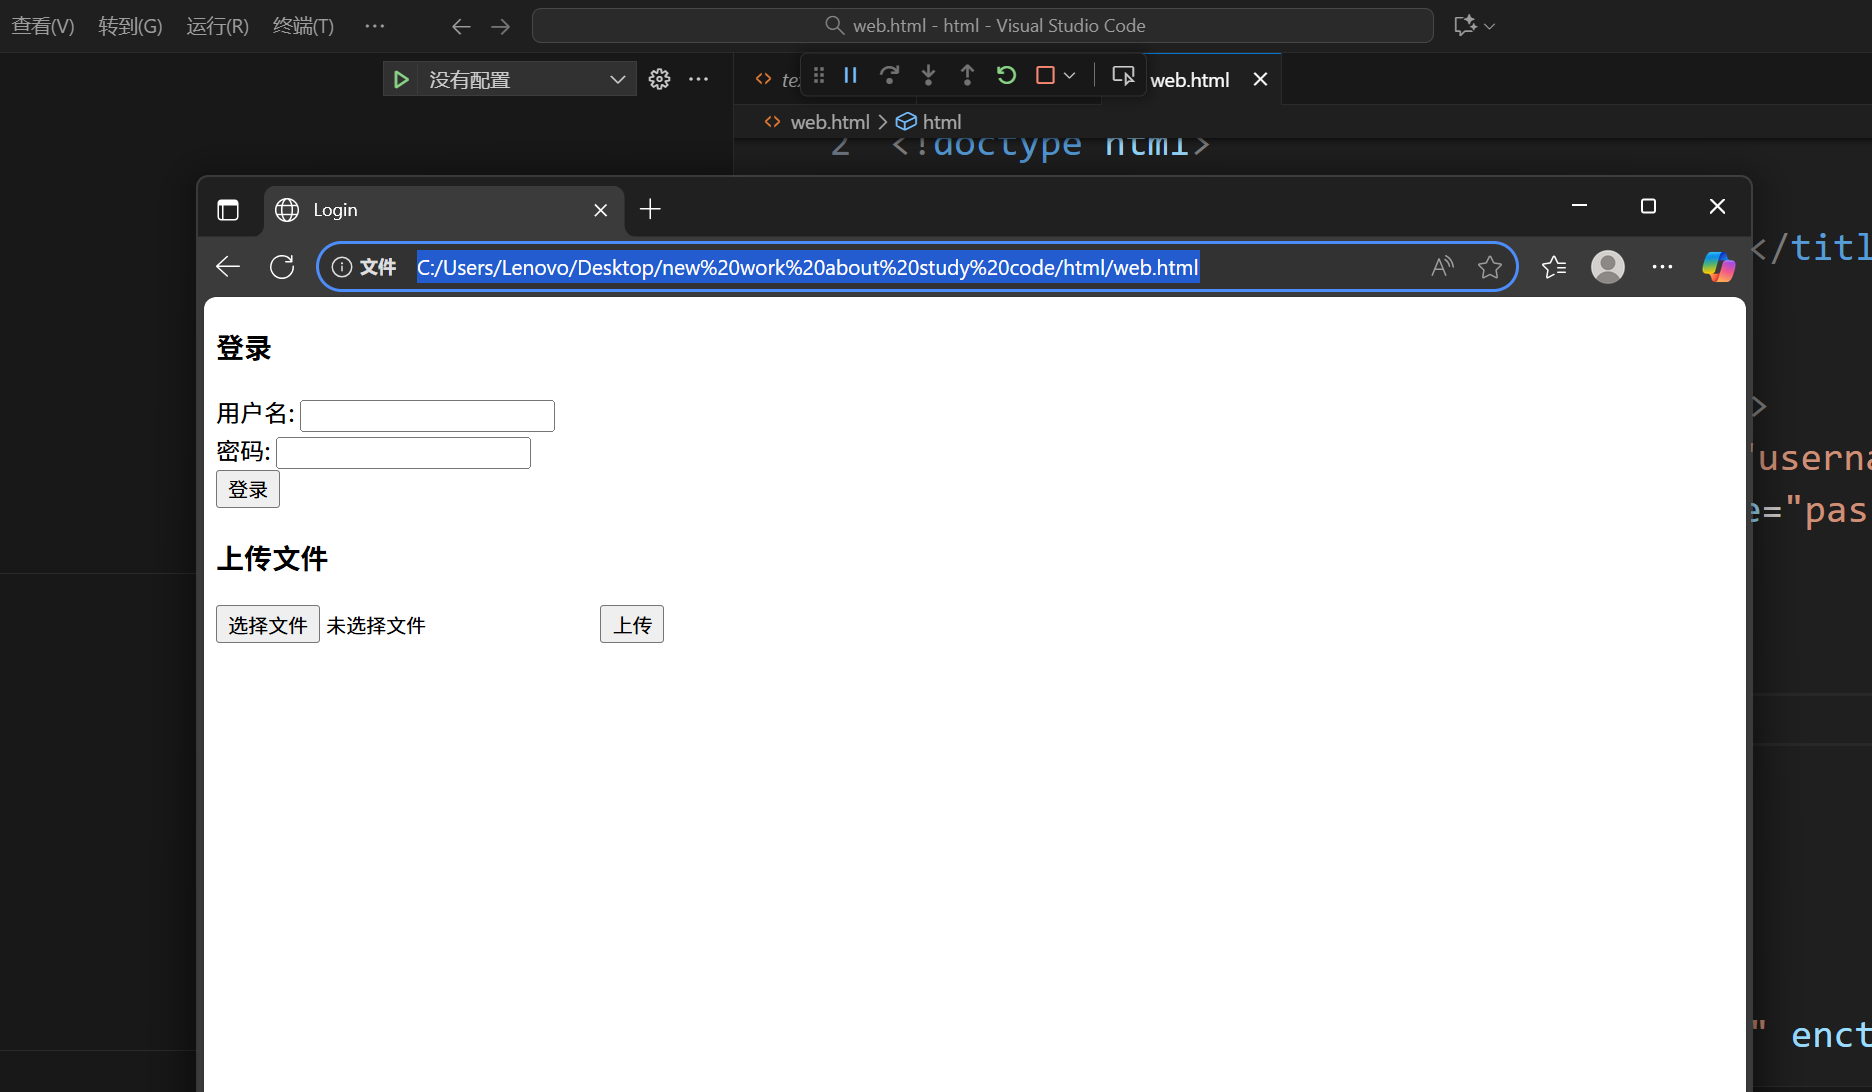 查看(V) 转到(G) 运行(R) 终端(T) ··· web.html - html - Visual Studio Code
没有配置 ··· web.html
web.html > html
2 <!doctype html>
Login
文件 C:/Users/Lenovo/Desktop/new%20work%20about%20study%20code/html/web.html
</titl
登录
>
用户名:
密码:
"userna
登录
e="pas
上传文件
选择文件 未选择文件 上传
" enct